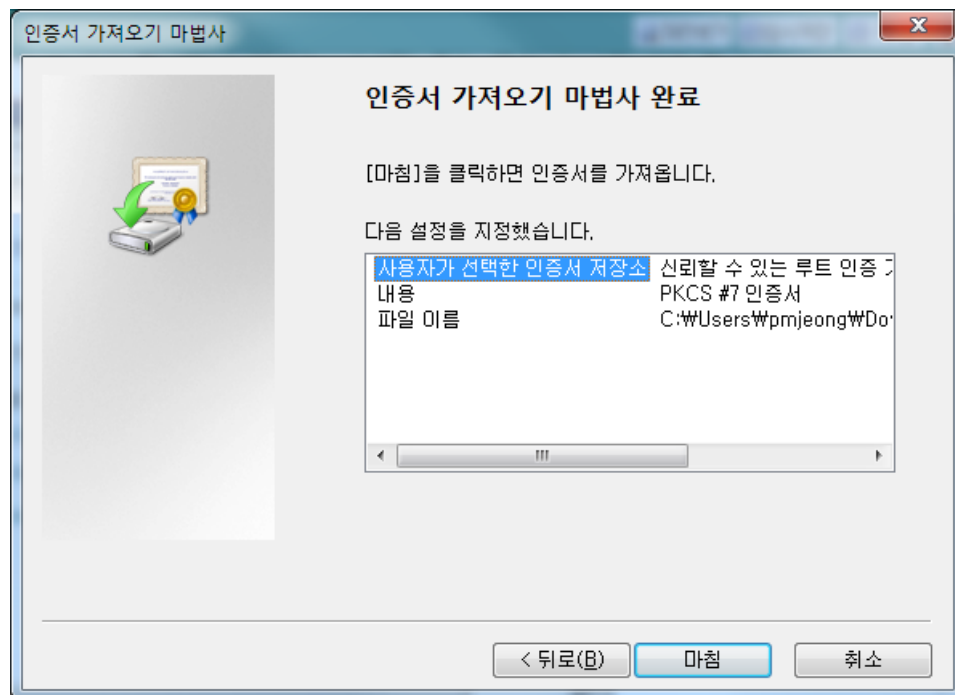 인증서 가져오기 마법사
인증서 가져오기 마법사 완료
[마침]을 클릭하면 인증서를 가져옵니다.
다음 설정을 지정했습니다.
사용자가 선택한 인증서 저장소 신뢰할 수 있는 루트 인증
내용 PKCS #7 인증서
파일 이름 C:₩Users₩pmjeong₩Do
< 뒤로(B) 마침 취소